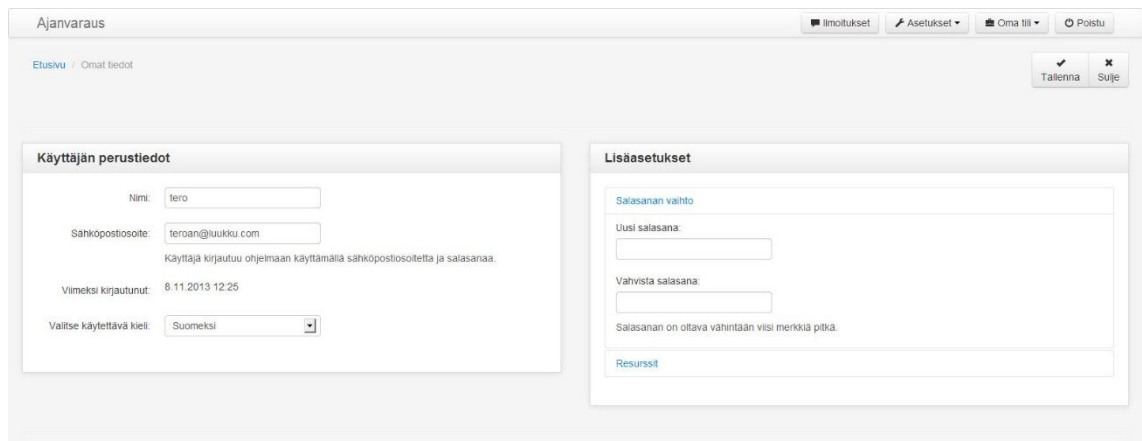 Ajanvaraus
Ilmoitukset Asetukset Oma tili Poistu
Etusivu / Omat tiedot
Tallenna Sulje
Käyttäjän perustiedot
Nimi: tero
Sähköpostiosoite: teroan@luukku.com
Käyttäjä kirjautuu ohjelmaan käyttämällä sähköpostiosoitetta ja salasanaa.
Viimeksi kirjautunut: 8.11.2013 12:25
Valitse käytettävä kieli: Suomeksi
Lisäasetukset
Salasanan vaihto
Uusi salasana:
Vahvista salasana:
Salasanan on oltava vähintään viisi merkkiä pitkä.
Resurssit